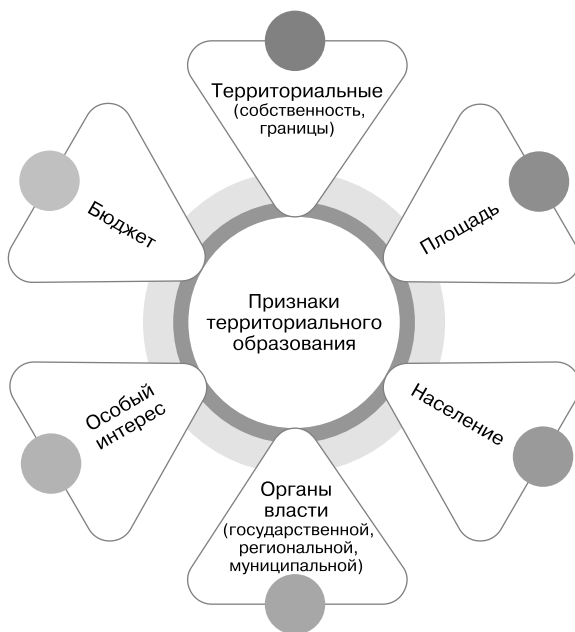 Территориальные
(собственность,
границы)
Бюджет
Площадь
Признаки
территориального
образования
Особый
интерес
Население
Органы
власти
(государственной,
региональной,
муниципальной)